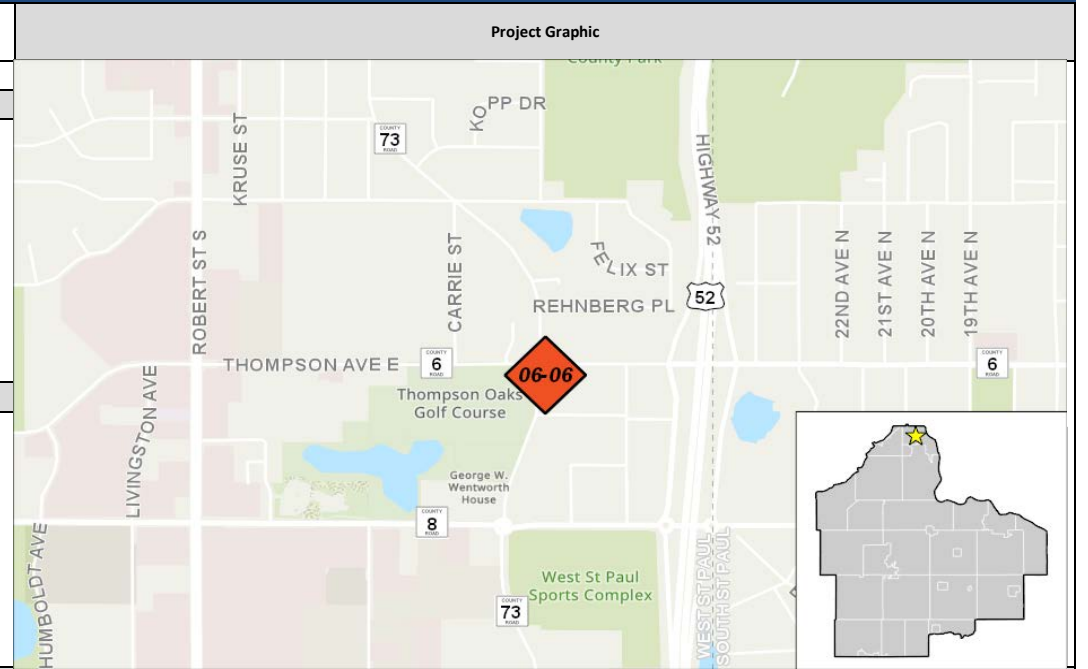 Project Graphic
County Park
KOPP DR
COUNTY
73
ROAD
KRUSE ST
HIGHWAY 52
ROBERT ST S
CARRIE ST
FELIX ST
REHNBERG PL
52
22ND AVE N
21ST AVE N
20TH AVE N
19TH AVE N
THOMPSON AVE E
COUNTY
6
ROAD
06-06
COUNTY
6
ROAD
Thompson Oaks
Golf Course
LIVINGSTON AVE
George W.
Wentworth
House
COUNTY
8
ROAD
HUMBOLDT AVE
WEST ST PAUL
SOUTH ST PAUL
West St Paul
Sports Complex
COUNTY
73
ROAD